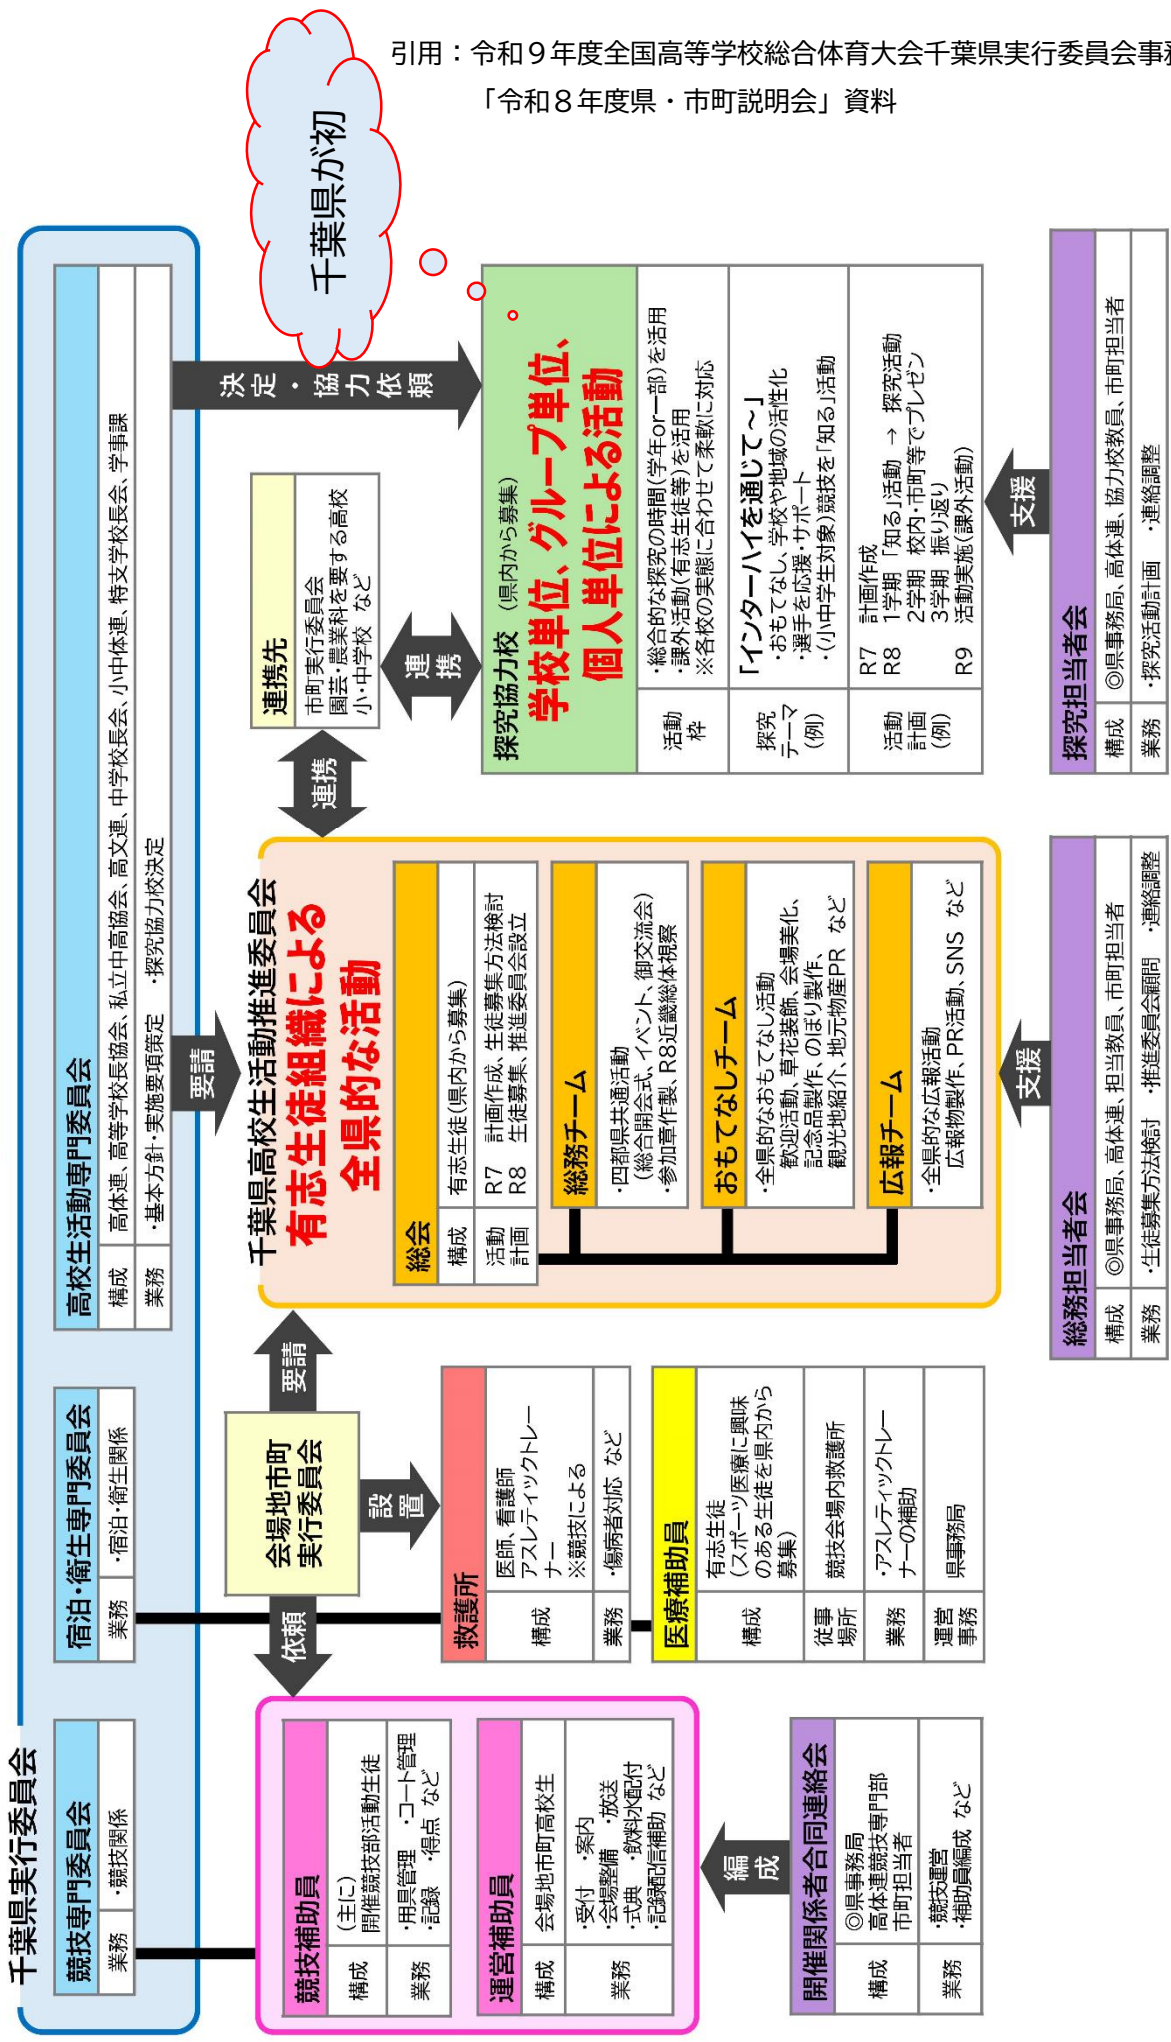 引用：令和９年度全国高等学校総合体育大会千葉県実行委員会事
「令和８年度県・市町説明会」資料
千葉県が初
千葉県実行委員会
競技専門委員会
業務
・競技関係
宿泊・衛生専門委員会
業務
・宿泊・衛生関係
高校生活動専門委員会
構成
高体連、高等学校長協会、私立中高協会、高文連、中学校長会、小中体連、特支学校長会、学事課
業務
・基本方針・実施要項策定　・探究協力校決定
要請
決定・協力依頼
会場地市町
実行委員会
依頼
設置
要請
競技補助員
構成
(主に)
開催競技部活動生徒
業務
・用具管理　・コート管理
・記録　・得点　など
運営補助員
構成
会場地市町高校生
業務
・受付　・案内
・会場整備　・放送
・式典　・飲料水配付
・記録配信補助　など
編成
開催関係者合同連絡会
構成
◎県事務局
高体連競技専門部
市町担当者
業務
・競技運営
・補助員編成　など
救護所
構成
医師、看護師
アスレティックトレー
ナー
※競技による
業務
・傷病者対応　など
医療補助員
構成
有志生徒
(スポーツ医療に興味
のある生徒を県内から
募集)
従事
場所
競技会場内救護所
業務
・アスレティックトレー
ナーの補助
運営
事務
県事務局
千葉県高校生活動推進委員会
有志生徒組織による
全県的な活動
総会
構成
有志生徒(県内から募集)
活動
計画
R7　計画作成、生徒募集方法検討
R8　生徒募集、推進委員会設立
総務チーム
・四都県共通活動
(総合開会式、イベント、御交流会)
・参加章作製、R8近畿総体視察
おもてなしチーム
・全県的なおもてなし活動
歓迎活動、草花装飾、会場美化、
記念品製作、のぼり製作、
観光地紹介、地元物産PR　など
広報チーム
・全県的な広報活動
広報物製作、PR活動、SNS　など
支援
総務担当者会
構成
◎県事務局、高体連、担当教員、市町担当者
業務
・生徒募集方法検討　・推進委員会顧問　・連絡調整
連携
連携先
市町実行委員会
園芸・農業科を要する高校
小・中学校　など
連携
探究協力校　(県内から募集)
学校単位、グループ単位、
個人単位による活動
活動
枠
・総合的な探究の時間(学年or一部)を活用
・課外活動(有志生徒等)を活用
※各校の実態に合わせて柔軟に対応
探究
テーマ
(例)
「インターハイを通じて～」
・おもてなし、学校や地域の活性化
・選手を応援・サポート
・(小中学生対象)競技を「知る」活動
活動
計画
(例)
R7　計画作成
R8　1学期　「知る」活動　→　探究活動
2学期　校内・市町等でプレゼン
3学期　振り返り
R9　活動実施(課外活動)
支援
探究担当者会
構成
◎県事務局、高体連、協力校教員、市町担当者
業務
・探究活動計画　・連絡調整